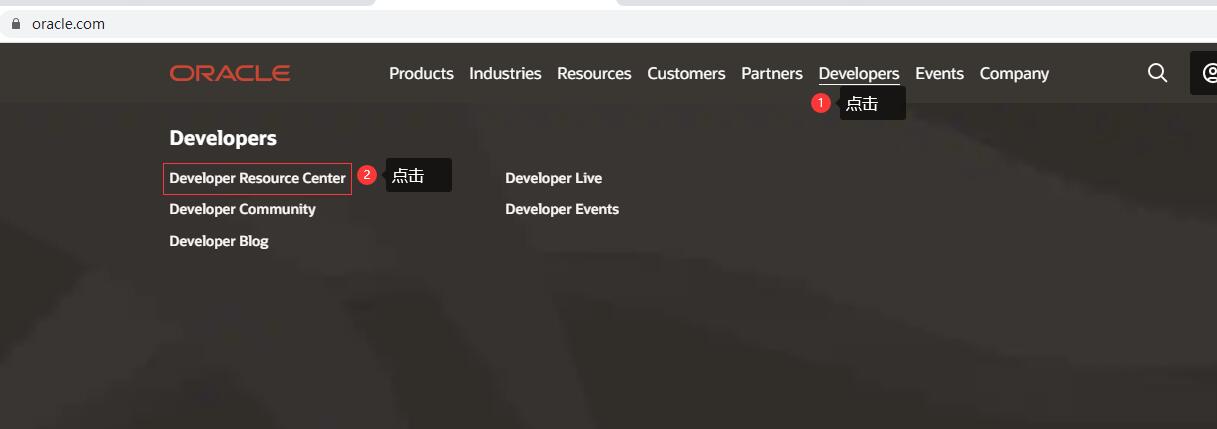 oracle.com
ORACLE
Products Industries Resources Customers Partners Developers Events Company
1 点击
Developers
Developer Resource Center 2 点击 Developer Live
Developer Community Developer Events
Developer Blog